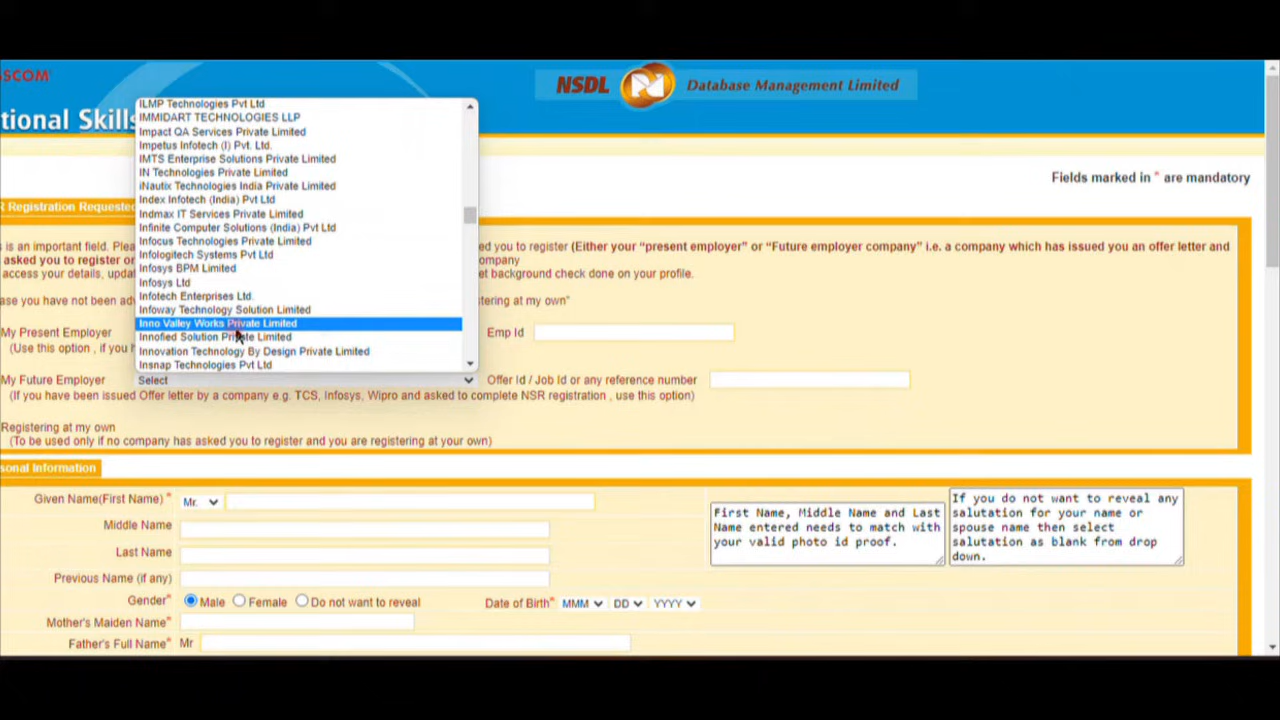 SCOM
NSDL Database Management Limited
tional Skills
Fields marked in * are mandatory
R Registration Requested
s is an important field. Plea
ed you to register (Either your "present employer" or "Future employer company" i.e. a company which has issued you an offer letter and
asked you to register or
ompany
access your details, updat
et background check done on your profile.
ase you have not been adv
istering at my own"
ILMP Technologies Pvt Ltd
IMMIDART TECHNOLOGIES LLP
Impact QA Services Private Limited
Impetus Infotech (I) Pvt. Ltd.
IMTS Enterprise Solutions Private Limited
IN Technologies Private Limited
iNautix Technologies India Private Limited
Index Infotech (India) Pvt Ltd
Indmax IT Services Private Limited
Infinite Computer Solutions (India) Pvt Ltd
Infocus Technologies Private Limited
Infologitech Systems Pvt Ltd
Infosys BPM Limited
Infosys Ltd
Infotech Enterprises Ltd.
Infoway Technology Solution Limited
Inno Valley Works Private Limited
Innofied Solution Private Limited
Innovation Technology By Design Private Limited
Insnap Technologies Pvt Ltd
My Present Employer
Emp Id
(Use this option , if you h
My Future Employer Select Offer Id / Job Id or any reference number
(If you have been issued Offer letter by a company e.g. TCS, Infosys, Wipro and asked to complete NSR registration , use this option)
Registering at my own
(To be used only if no company has asked you to register and you are registering at your own)
sonal Information
Given Name(First Name) * Mr.
Middle Name
Last Name
Previous Name (if any)
First Name, Middle Name and Last
Name entered needs to match with
your valid photo id proof.
If you do not want to reveal any
salutation for your name or
spouse name then select
salutation as blank from drop
down.
Gender* Male Female Do not want to reveal Date of Birth* MMM DD YYYY
Mother's Maiden Name*
Father's Full Name* Mr